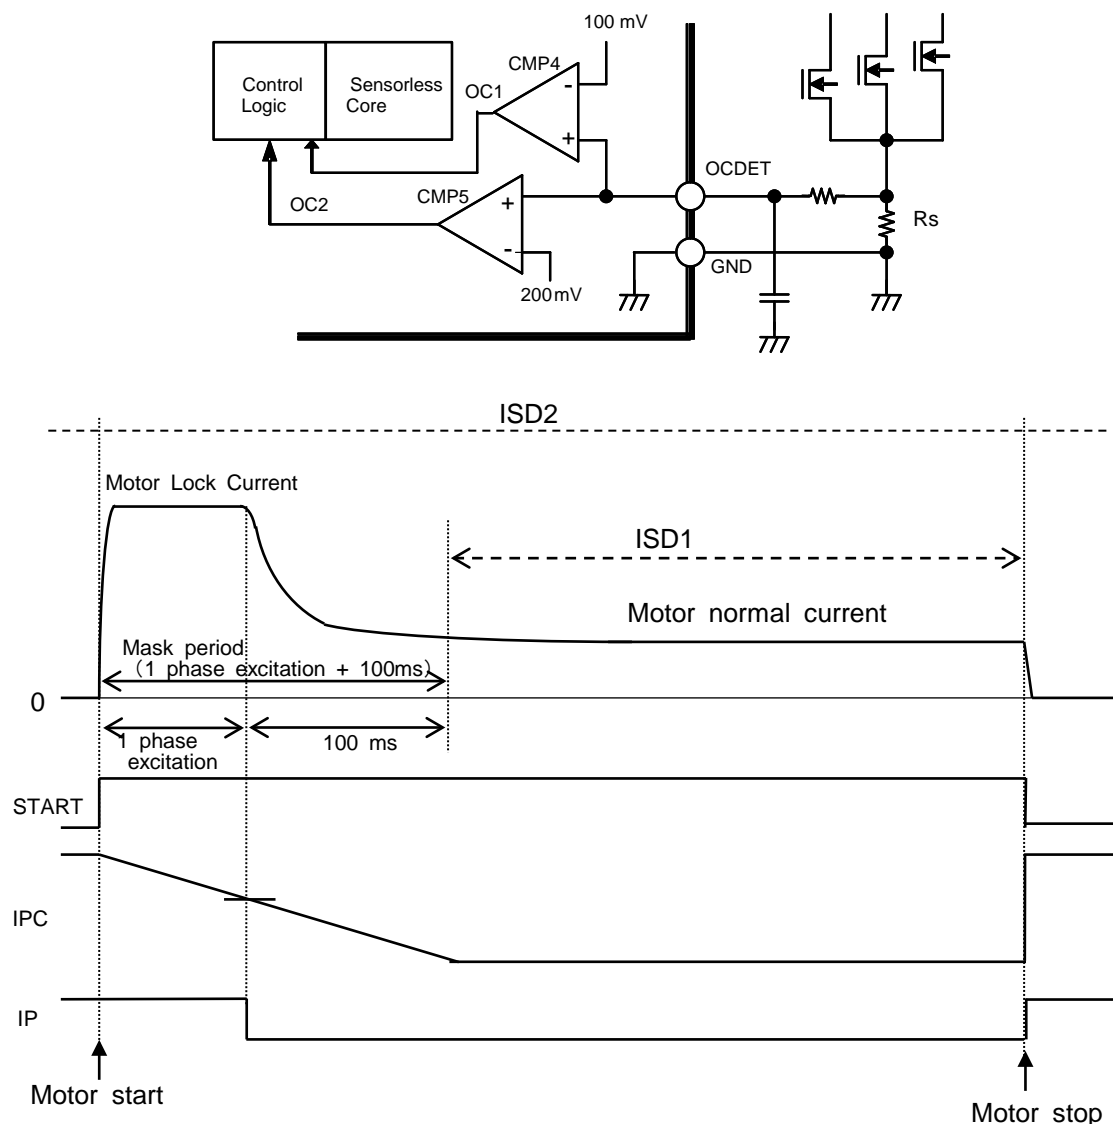 100 mV
CMP4
Control
Logic
Sensorless
Core
OC1
-
+
OCDET
CMP5
OC2
+
-
Rs
GND
200 mV
ISD2
Motor Lock Current
ISD1
Motor normal current
Mask period
（1 phase excitation + 100ms）
0
1 phase
excitation
100 ms
START
IPC
IP
Motor start
Motor stop